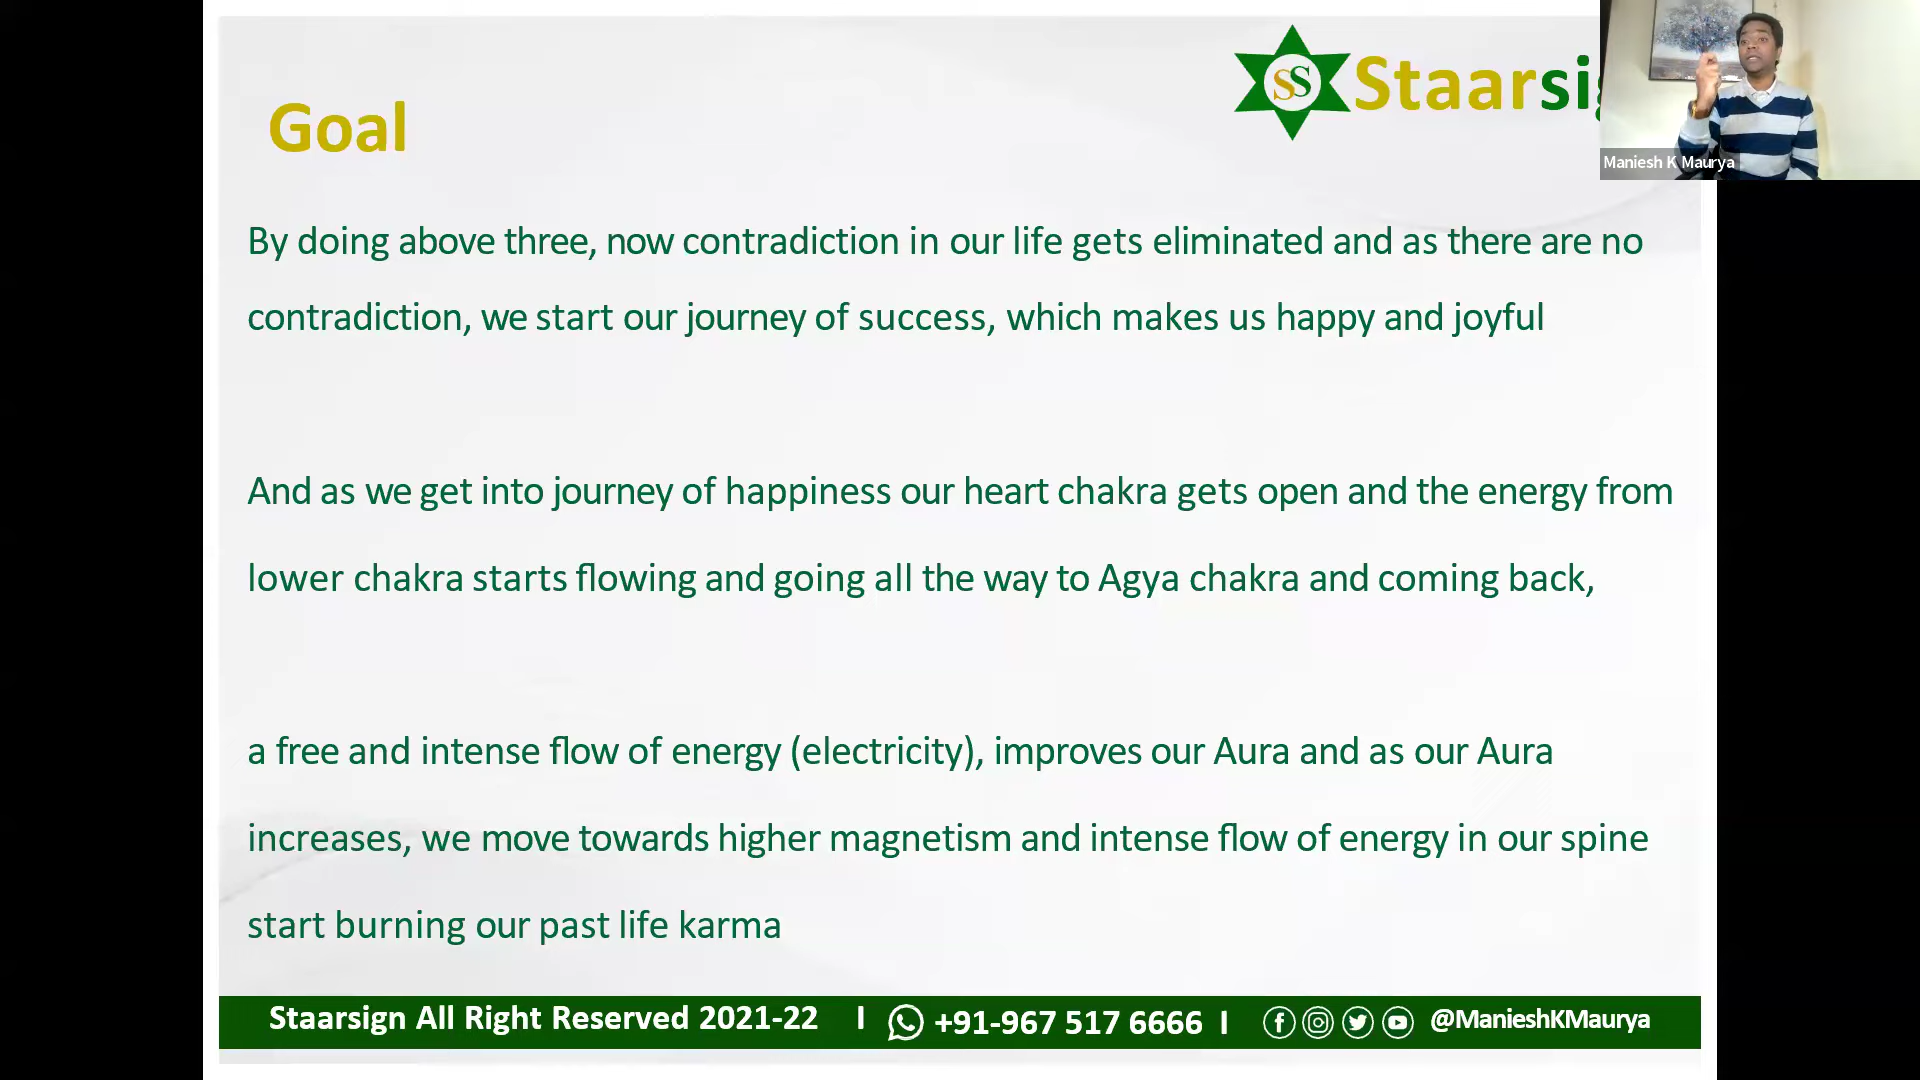 SS Staarsi
Maniesh K Maurya
Goal
By doing above three, now contradiction in our life gets eliminated and as there are no
contradiction, we start our journey of success, which makes us happy and joyful
And as we get into journey of happiness our heart chakra gets open and the energy from
lower chakra starts flowing and going all the way to Agya chakra and coming back,
a free and intense flow of energy (electricity), improves our Aura and as our Aura
increases, we move towards higher magnetism and intense flow of energy in our spine
start burning our past life karma
Staarsign All Right Reserved 2021-22 I +91-967 517 6666 I @ManieshKMaurya